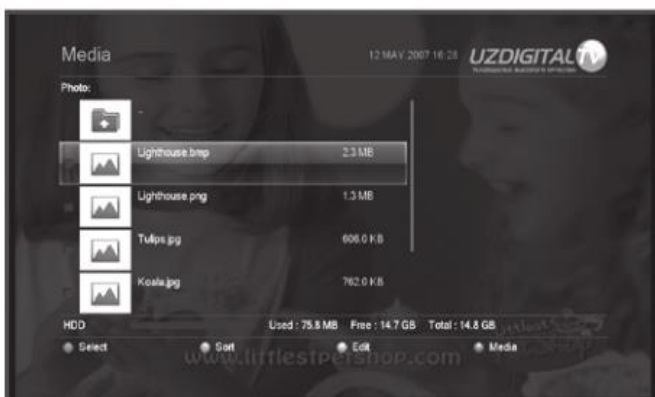 Media
12 MAY 2007 16:28
UZDIGITALTV
Photo:
..
Lighthouse.bmp 2.3 MB
Lighthouse.png 1.3 MB
Tulips.jpg 606.0 KB
Koala.jpg 762.0 KB
HDD Used : 75.8 MB Free : 14.7 GB Total : 14.8 GB
Select Sort Edit Media
www.littlestpetshop.com